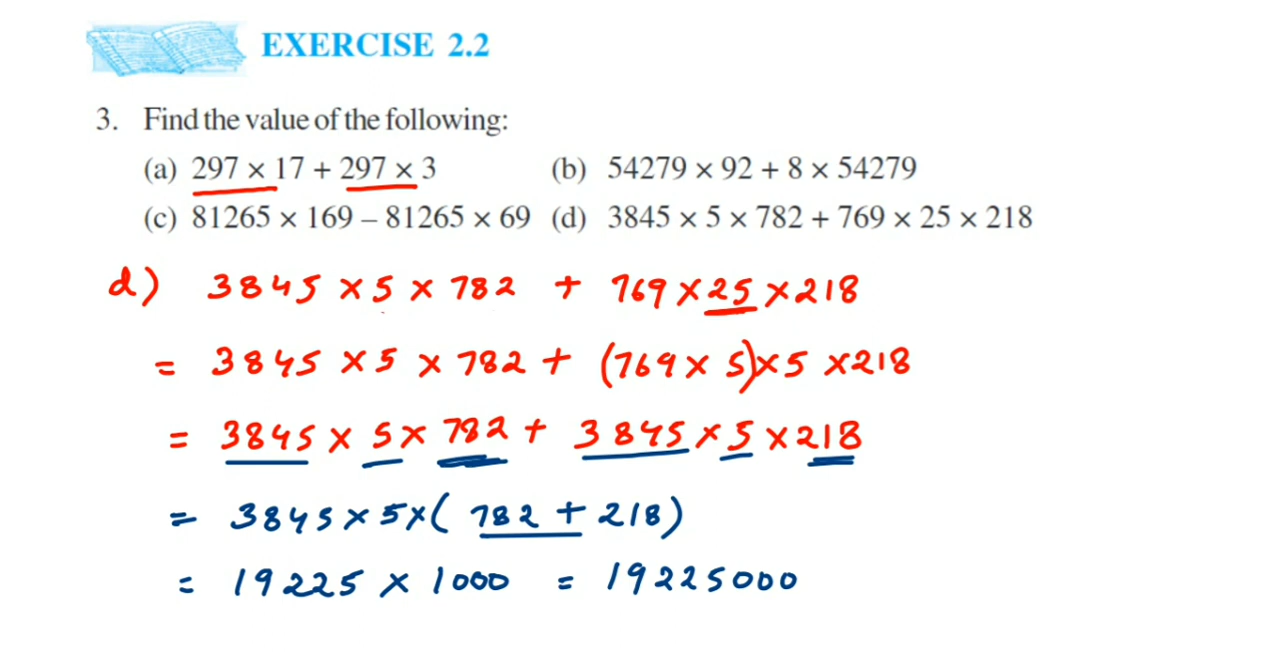 EXERCISE 2.2
3. Find the value of the following:
(a) 297 × 17 + 297 × 3 (b) 54279 × 92 + 8 × 54279
(c) 81265 × 169 – 81265 × 69 (d) 3845 × 5 × 782 + 769 × 25 × 218
d) 3845 × 5 × 782 + 769 × 25 × 218
= 3845 × 5 × 782 + (769 × 5) × 5 × 218
= 3845 × 5 × 782 + 3845 × 5 × 218
= 3845 × 5 × (782 + 218)
= 19225 × 1000 = 19225000